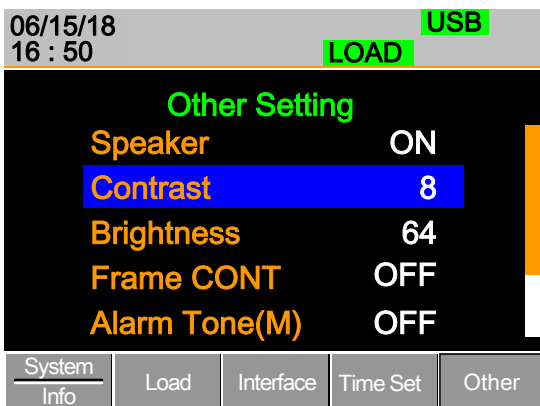 06/15/18 USB
16 : 50 LOAD
Other Setting
Speaker ON
Contrast 8
Brightness 64
Frame CONT OFF
Alarm Tone(M) OFF
System
Info Load Interface Time Set Other